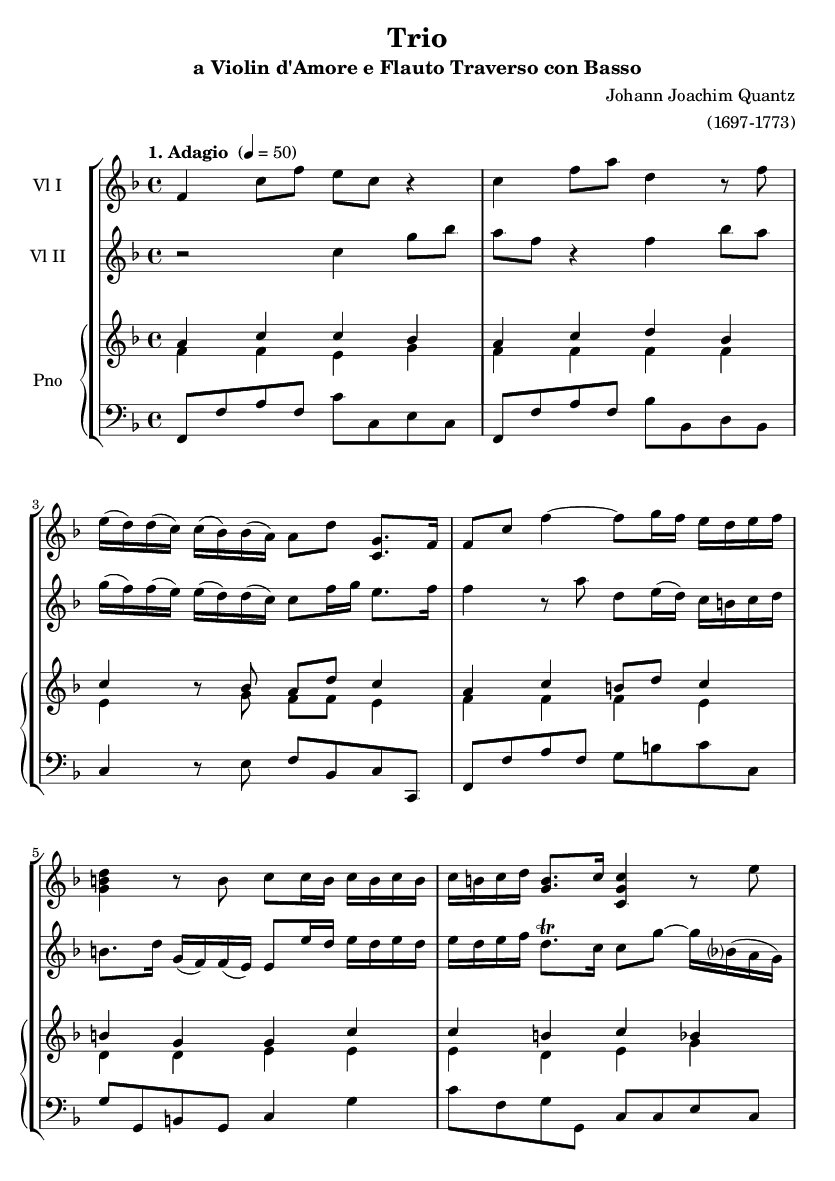 Trio
a Violin d'Amore e Flauto Traverso con Basso
Johann Joachim Quantz
(1697-1773)
1. Adagio (♩ = 50)
Vl I
Vl II
Pno
3
5